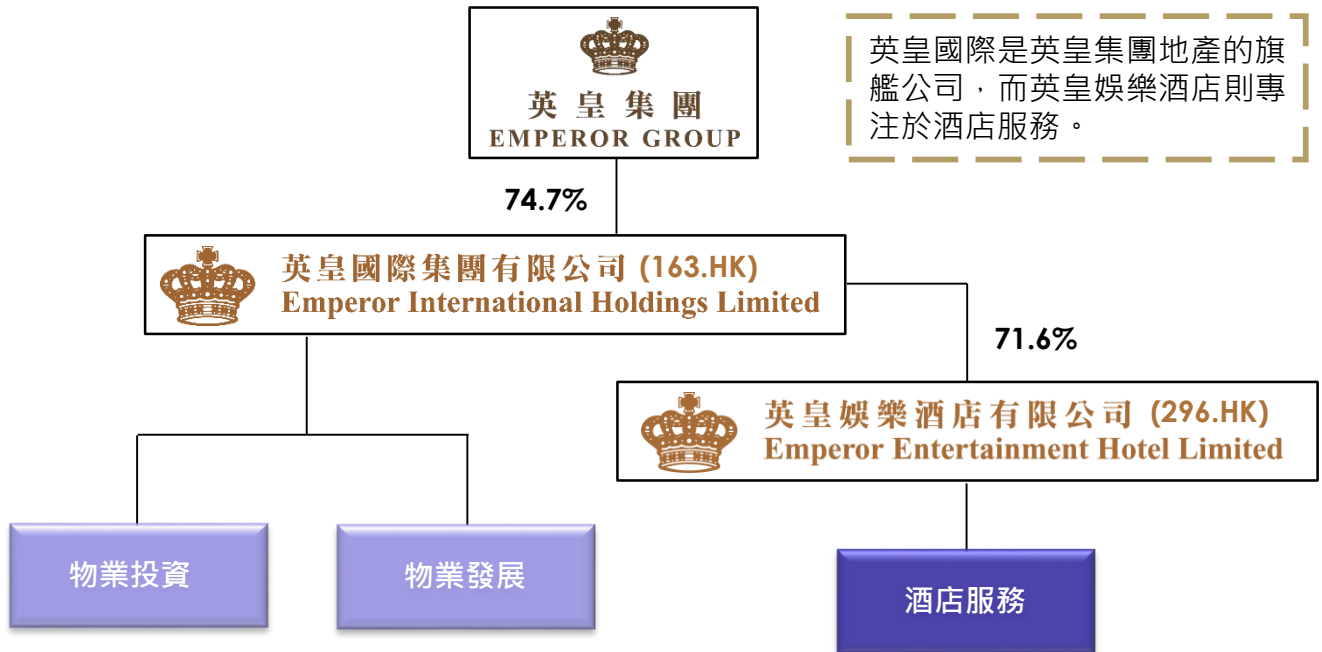 英皇集團
EMPEROR GROUP
英皇國際是英皇集團地產的旗
艦公司，而英皇娛樂酒店則專
注於酒店服務。
74.7%
英皇國際集團有限公司 (163.HK)
Emperor International Holdings Limited
71.6%
英皇娛樂酒店有限公司 (296.HK)
Emperor Entertainment Hotel Limited
物業投資
物業發展
酒店服務